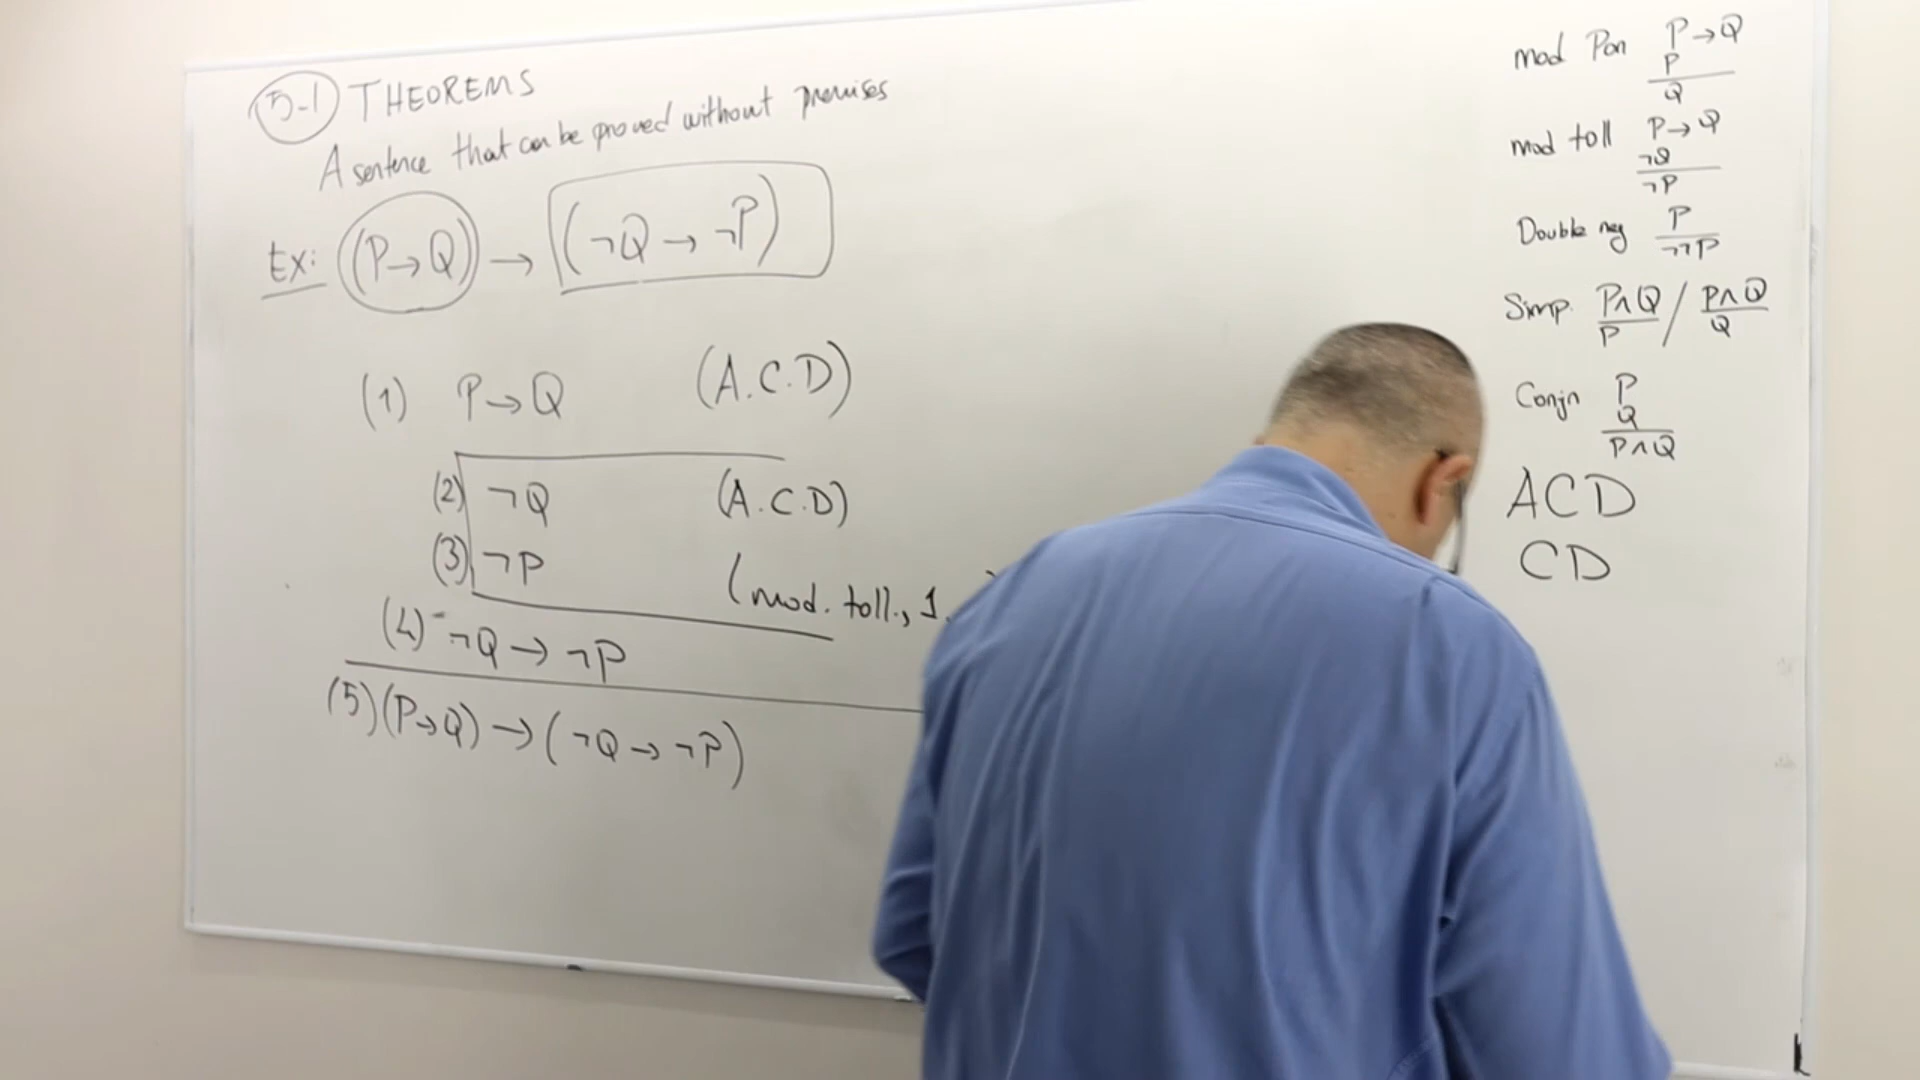 5-1 THEOREMS
A sentence that can be proved without premises
Ex: (P→Q) → (¬Q → ¬P)
(1) P→Q (A.C.D)
(2) ¬Q (A.C.D)
(3) ¬P (mod. toll., 1.
(4) ¬Q → ¬P
(5) (P→Q) → (¬Q → ¬P)
mod Pon P→Q
P
Q
mod toll P→Q
¬Q
¬P
Double neg P
¬¬P
Simp. P∧Q / P∧Q
P Q
Conjn P
Q
P∧Q
ACD
CD